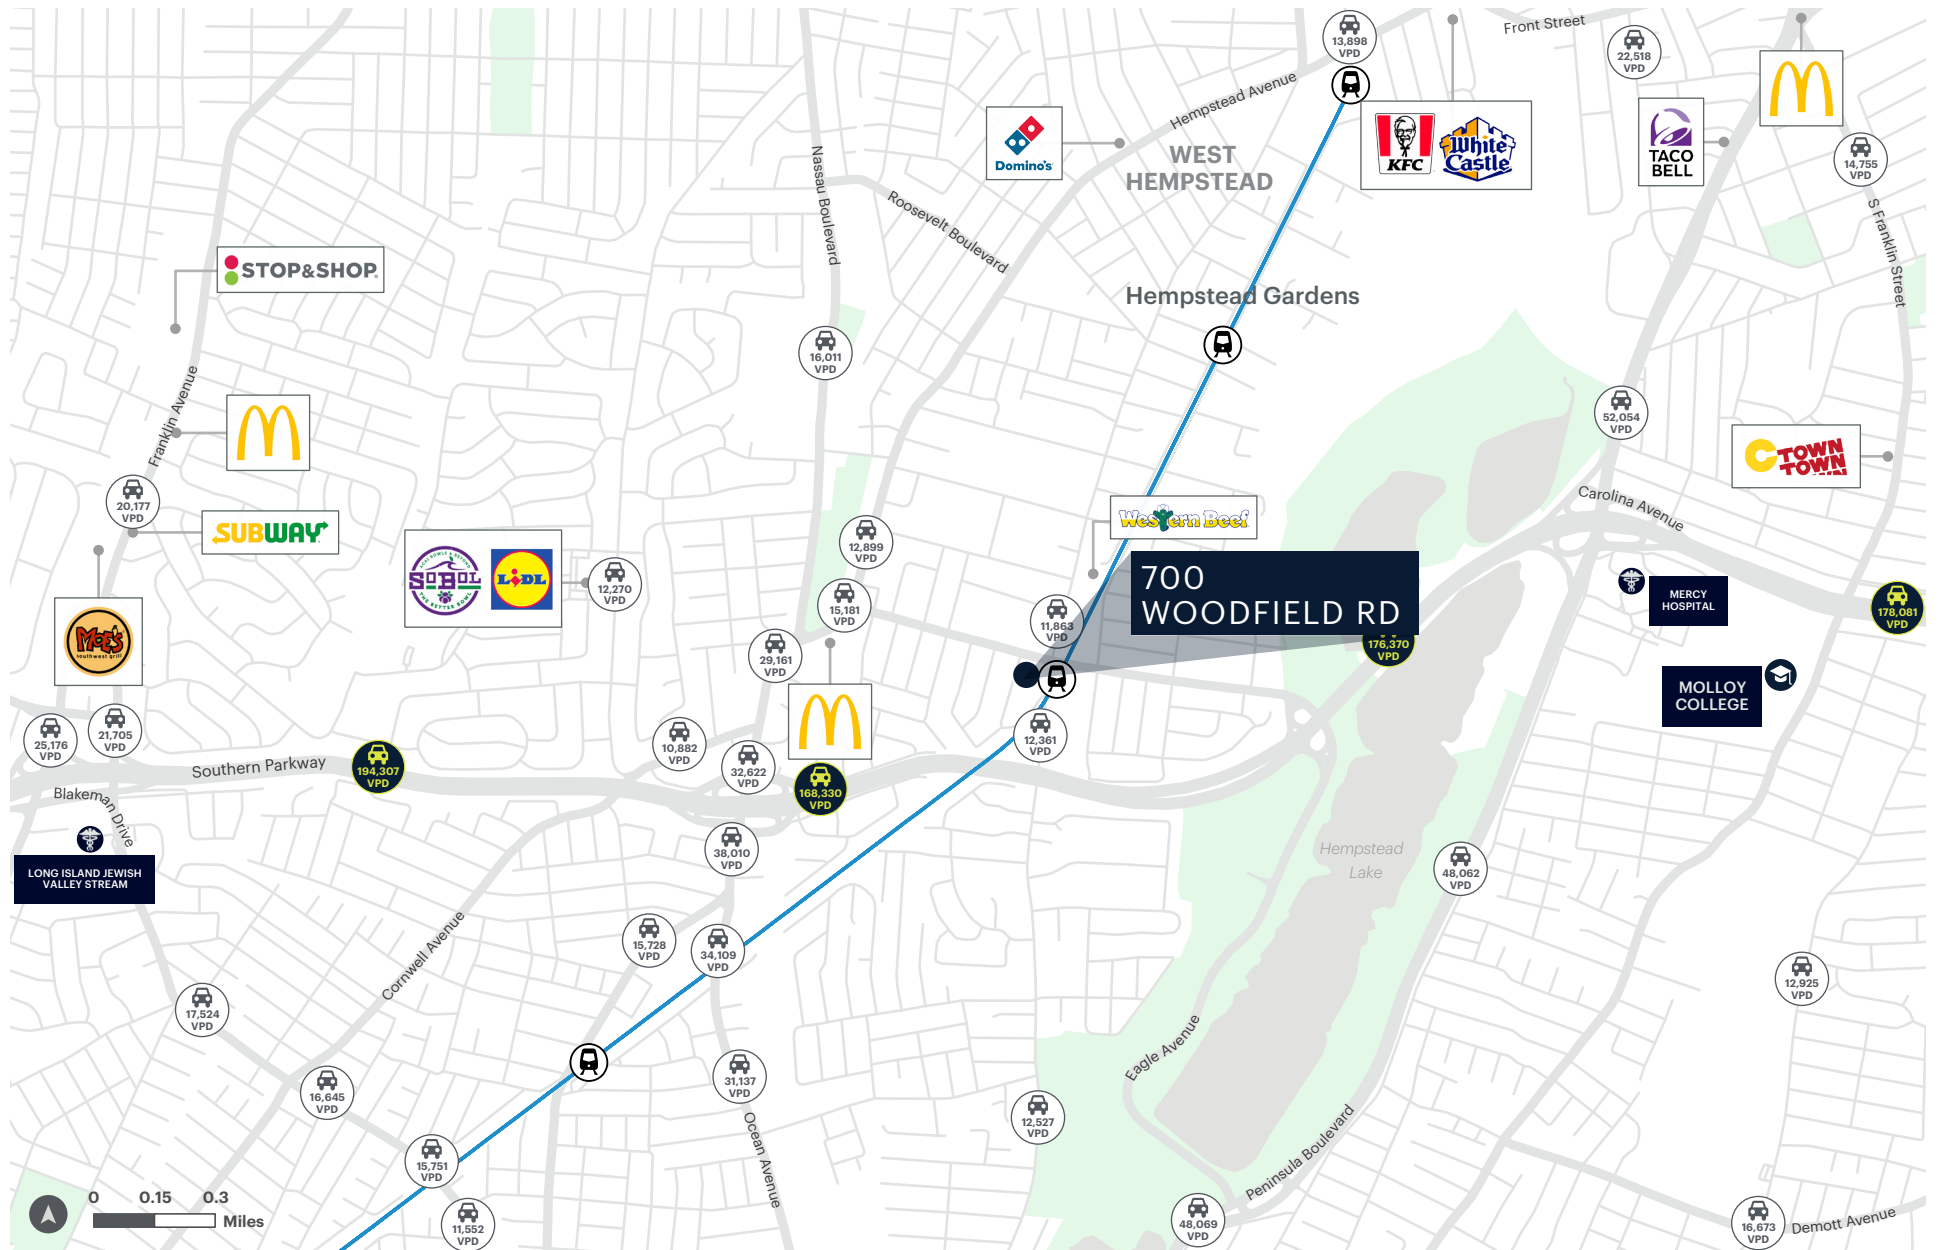 Front Street
13,898
VPD
22,518
VPD
Hempstead Avenue
Domino's
WEST
HEMPSTEAD
KFC
White
Castle
TACO
BELL
14,755
VPD
Nassau Boulevard
Roosevelt Boulevard
S Franklin Street
STOP&SHOP
Hempstead Gardens
16,011
VPD
Franklin Avenue
52,054
VPD
C TOWN
TOWN
20,177
VPD
SUBWAY
Carolina Avenue
Western Beef
12,899
VPD
SOBOL
THE BETTER BOWL
LIDL
12,270
VPD
15,181
VPD
11,863
VPD
700
WOODFIELD RD
176,370
VPD
MERCY
HOSPITAL
178,081
VPD
MOE'S
southwest grill
29,161
VPD
MOLLOY
COLLEGE
25,176
VPD
21,705
VPD
10,882
VPD
12,361
VPD
Southern Parkway
194,307
VPD
32,622
VPD
168,330
VPD
Blakeman Drive
LONG ISLAND JEWISH
VALLEY STREAM
38,010
VPD
Hempstead
Lake
48,062
VPD
Cornwell Avenue
15,728
VPD
34,109
VPD
12,925
VPD
17,524
VPD
Eagle Avenue
16,645
VPD
31,137
VPD
12,527
VPD
Ocean Avenue
15,751
VPD
Peninsula Boulevard
0 0.15 0.3
Miles
11,552
VPD
48,069
VPD
16,673
VPD
Demott Avenue